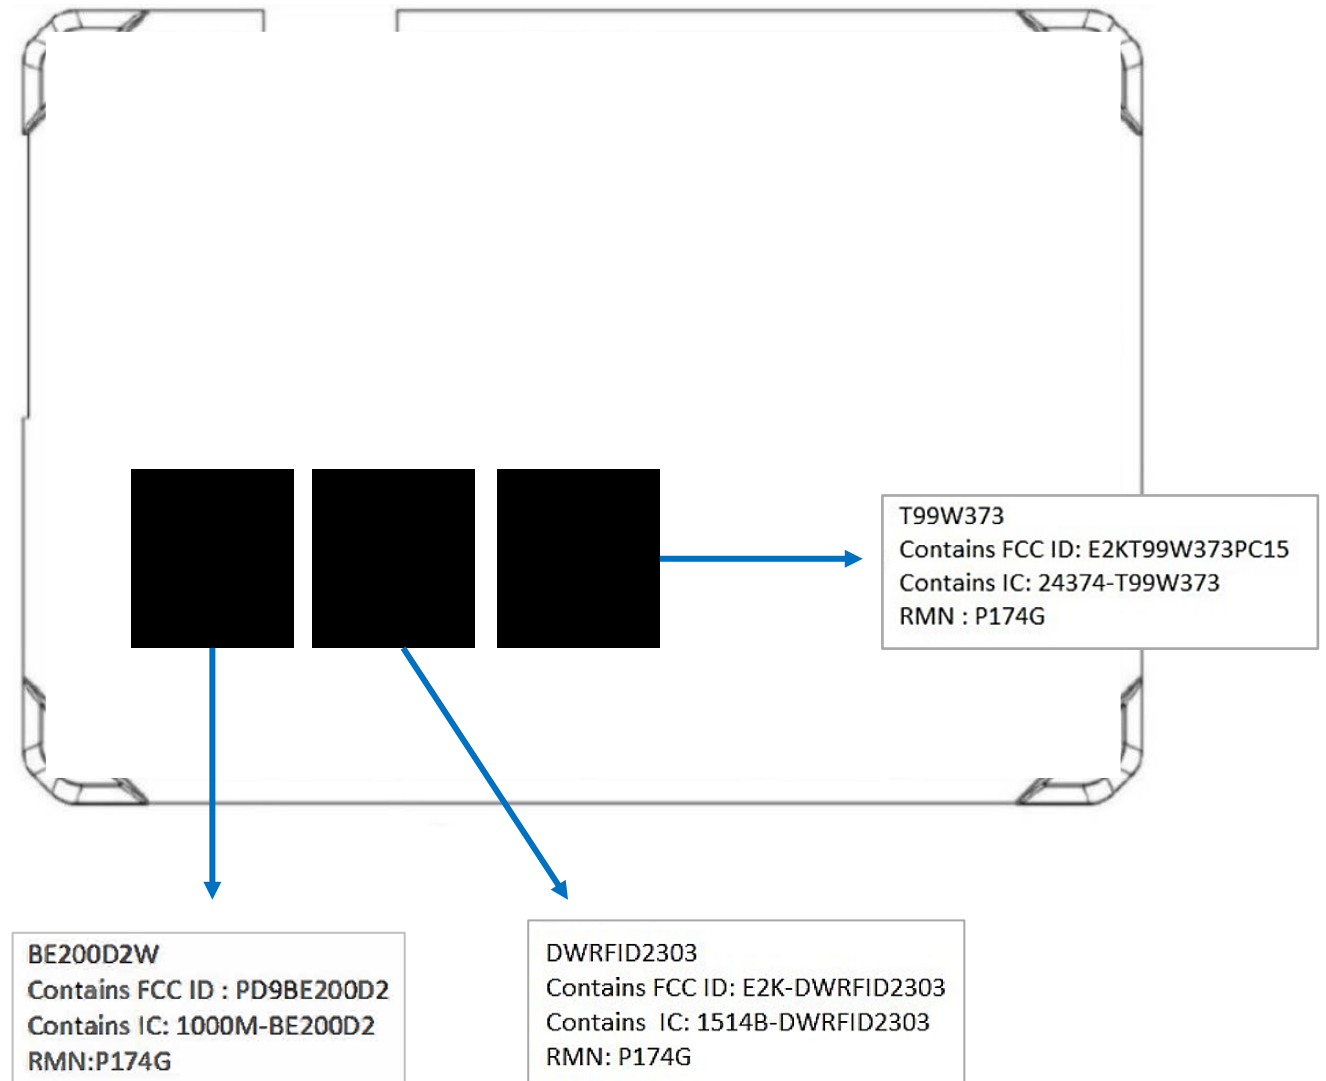 T99W373
Contains FCC ID: E2KT99W373PC15
Contains IC: 24374-T99W373
RMN : P174G
BE200D2W
Contains FCC ID : PD9BE200D2
Contains IC: 1000M-BE200D2
RMN:P174G
DWRFID2303
Contains FCC ID: E2K-DWRFID2303
Contains  IC: 1514B-DWRFID2303
RMN: P174G